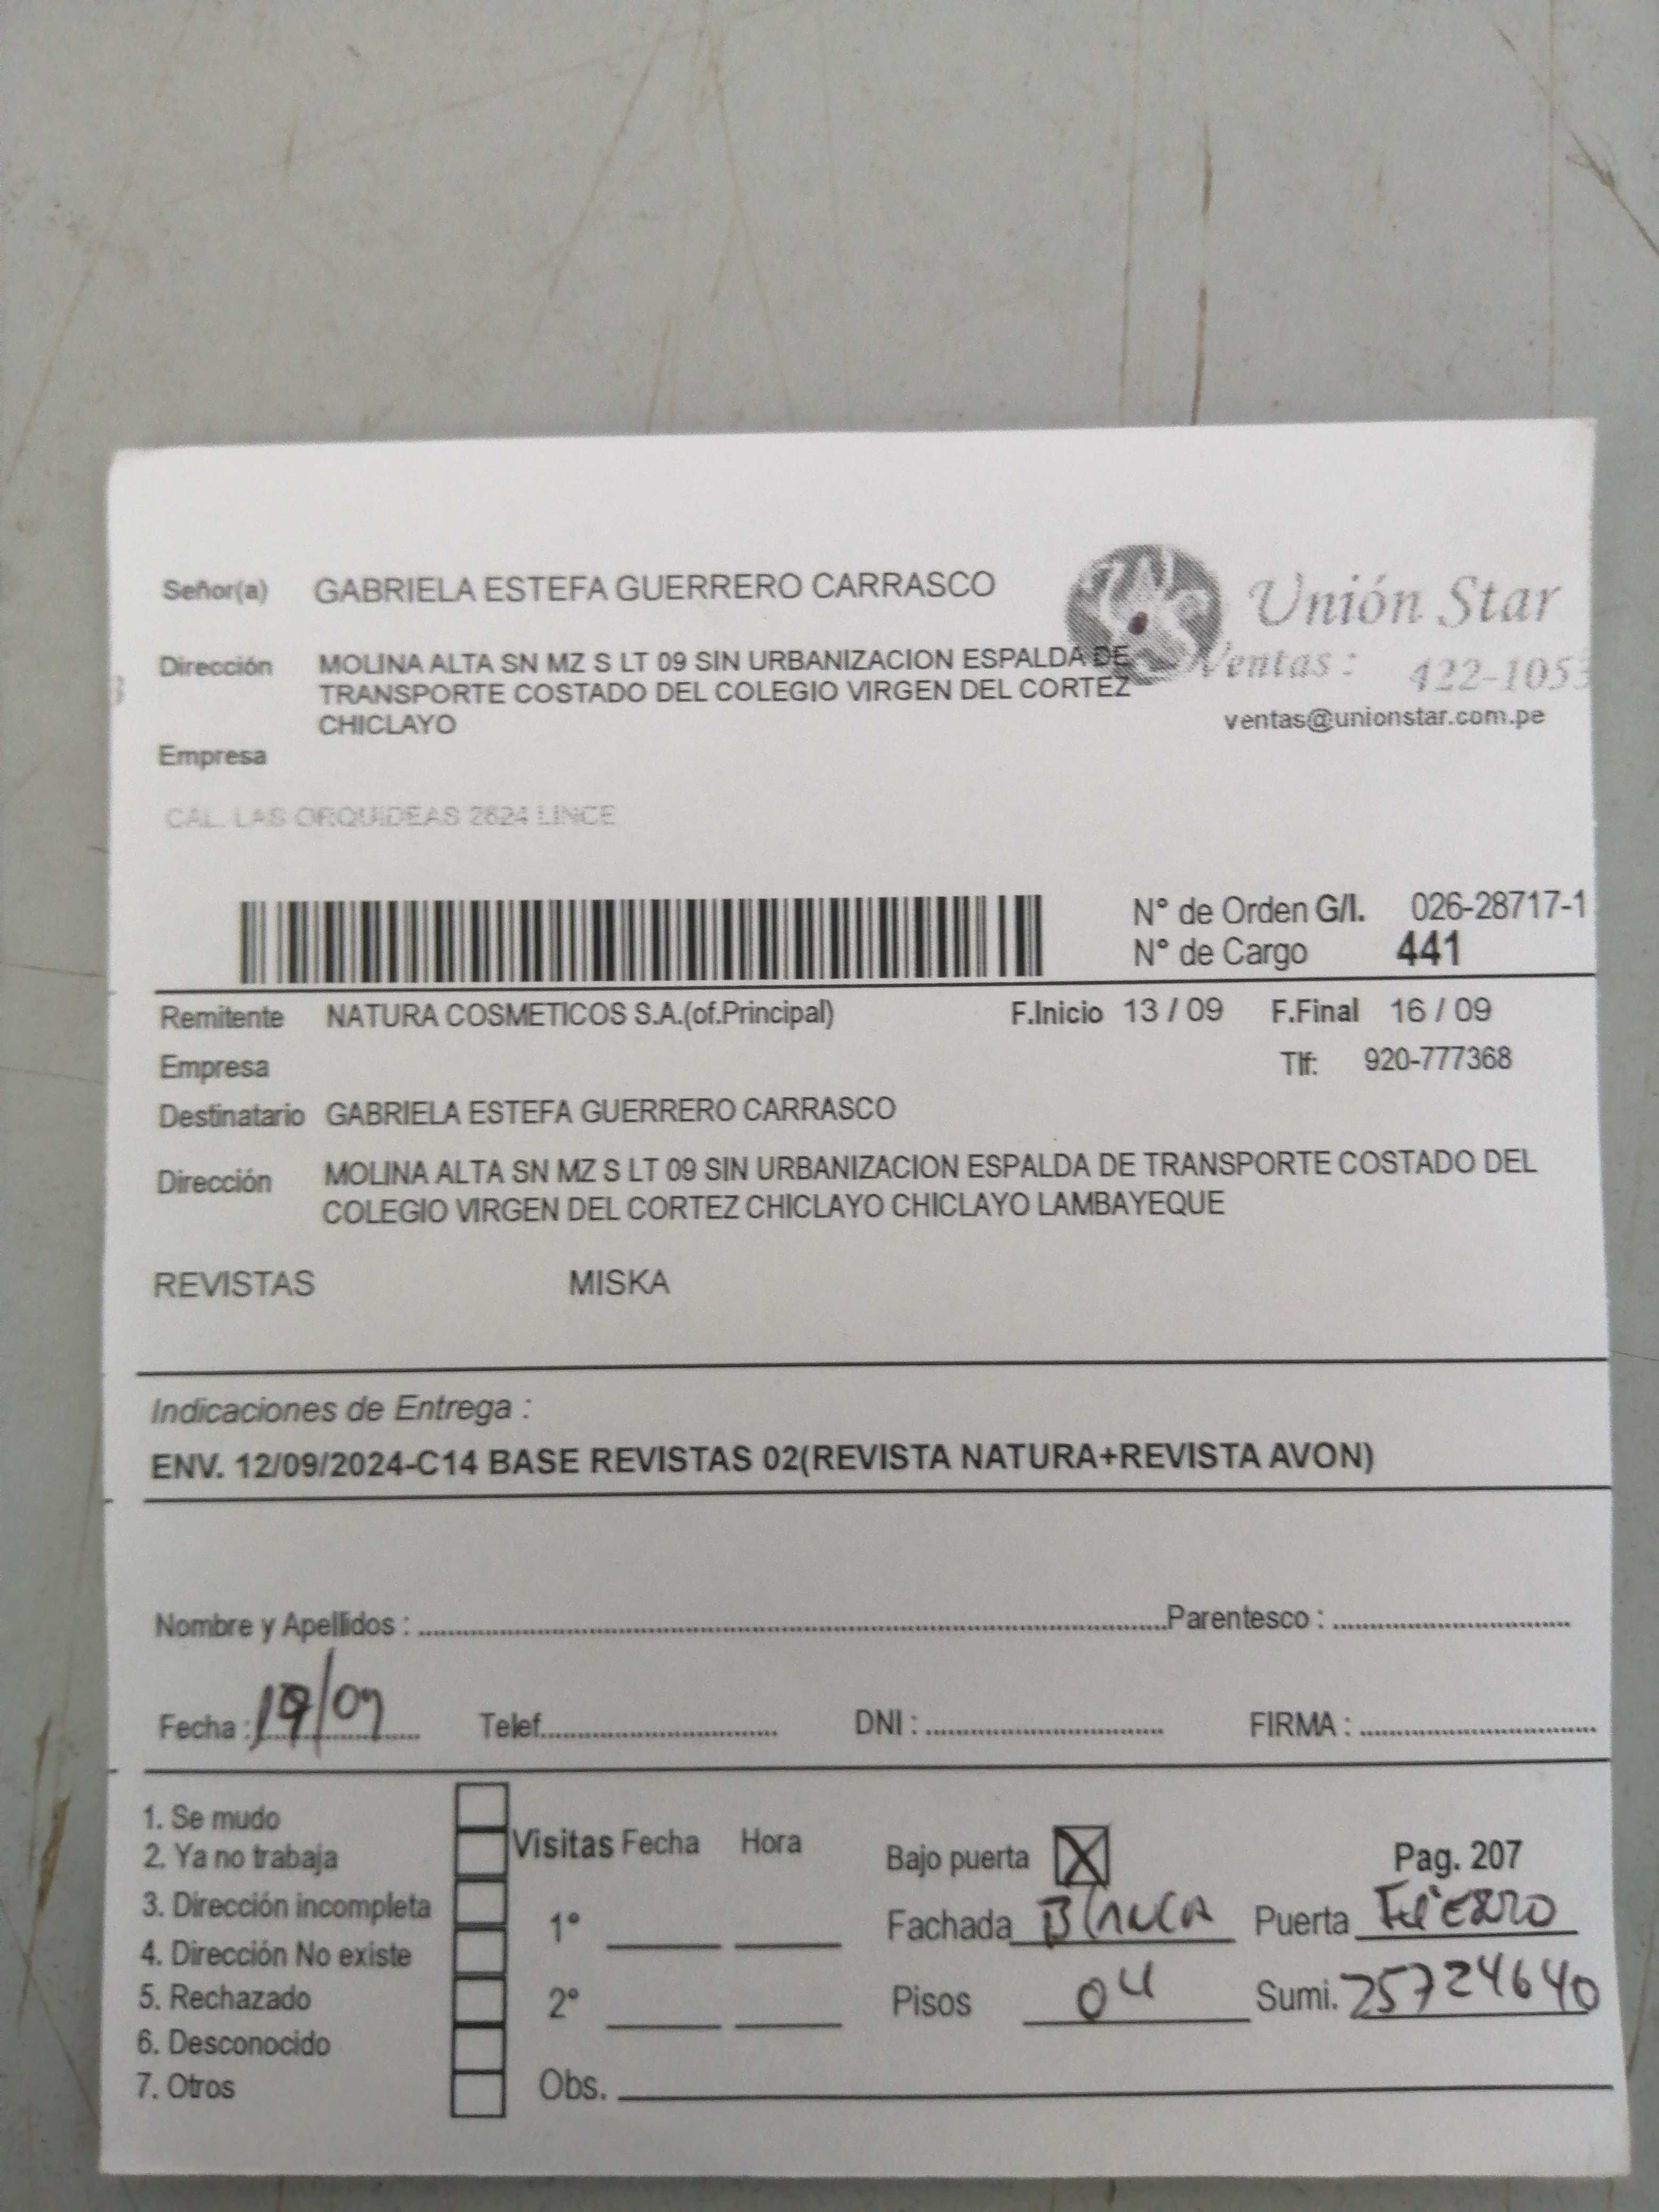 Señor(a) GABRIELA ESTEFA GUERRERO CARRASCO
Unión Star
Dirección MOLINA ALTA SN MZ S LT 09 SIN URBANIZACION ESPALDA DE
TRANSPORTE COSTADO DEL COLEGIO VIRGEN DEL CORTEZ
CHICLAYO
Ventas : 422-1053
ventas@unionstar.com.pe
Empresa
CAL. LAS ORQUIDEAS 2624 LINCE
N° de Orden G/I. 026-28717-1
N° de Cargo 441
Remitente NATURA COSMETICOS S.A.(of.Principal) F.Inicio 13 / 09 F.Final 16 / 09
Empresa Tlf: 920-777368
Destinatario GABRIELA ESTEFA GUERRERO CARRASCO
Dirección MOLINA ALTA SN MZ S LT 09 SIN URBANIZACION ESPALDA DE TRANSPORTE COSTADO DEL
COLEGIO VIRGEN DEL CORTEZ CHICLAYO CHICLAYO LAMBAYEQUE
REVISTAS MISKA
Indicaciones de Entrega :
ENV. 12/09/2024-C14 BASE REVISTAS 02(REVISTA NATURA+REVISTA AVON)
Nombre y Apellidos : Parentesco :
Fecha : /09 Telef. DNI : FIRMA :
1. Se mudo
2. Ya no trabaja
3. Dirección incompleta
4. Dirección No existe
5. Rechazado
6. Desconocido
7. Otros
Visitas Fecha Hora
1°
2°
Obs.
Bajo puerta X Pag. 207
Fachada Blanca Puerta Fierro
Pisos 04 Sumi. 25724640